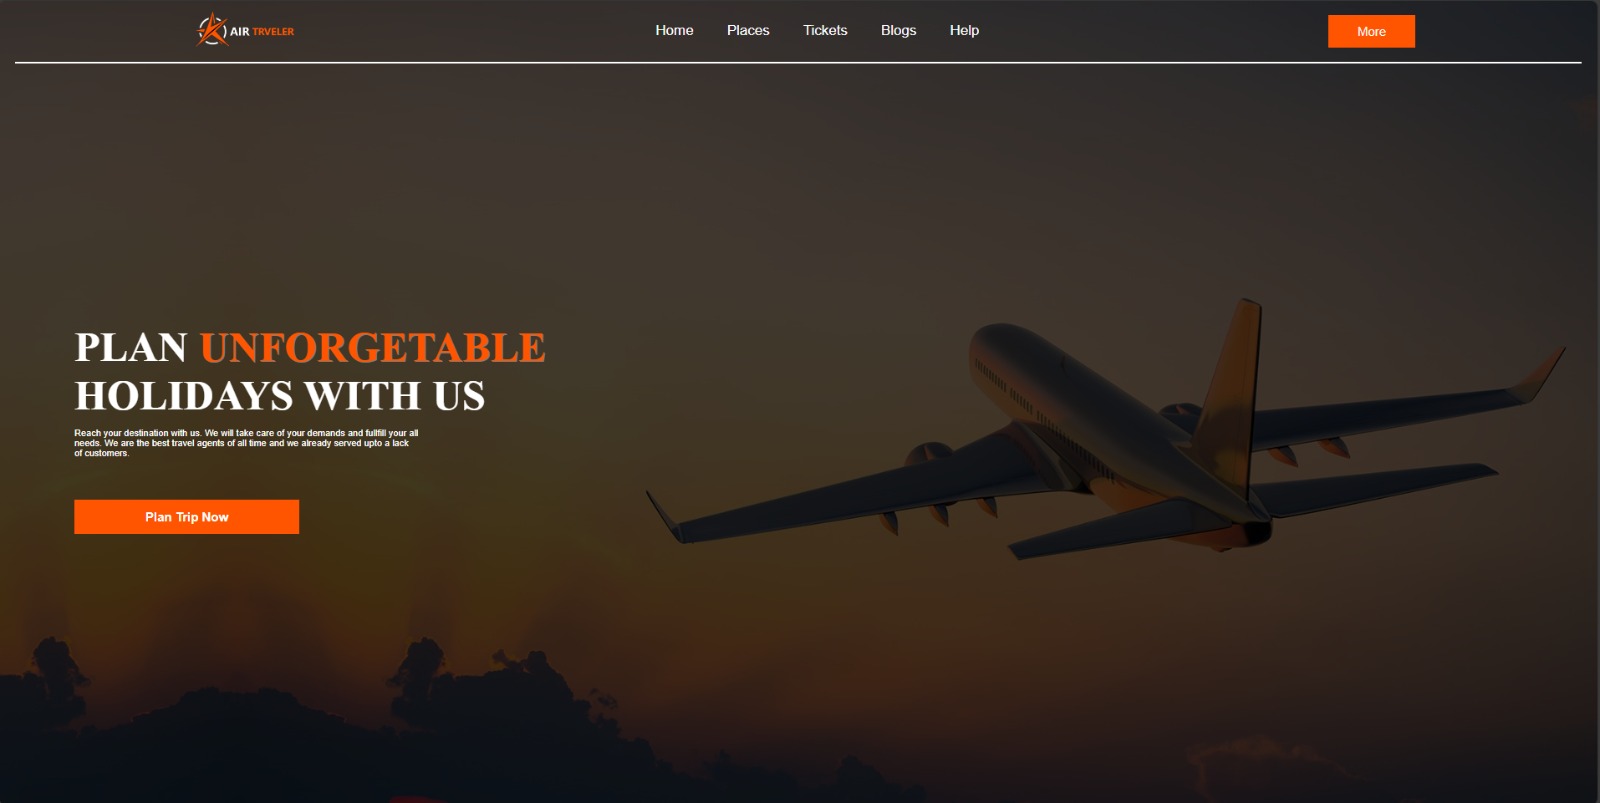 AIR TRVELER
Home
Places
Tickets
Blogs
Help
More
PLAN UNFORGETABLE
HOLIDAYS WITH US
Reach your destination with us. We will take care of your demands and fullfill your all
needs. We are the best travel agents of all time and we already served upto a lack
of customers.
Plan Trip Now